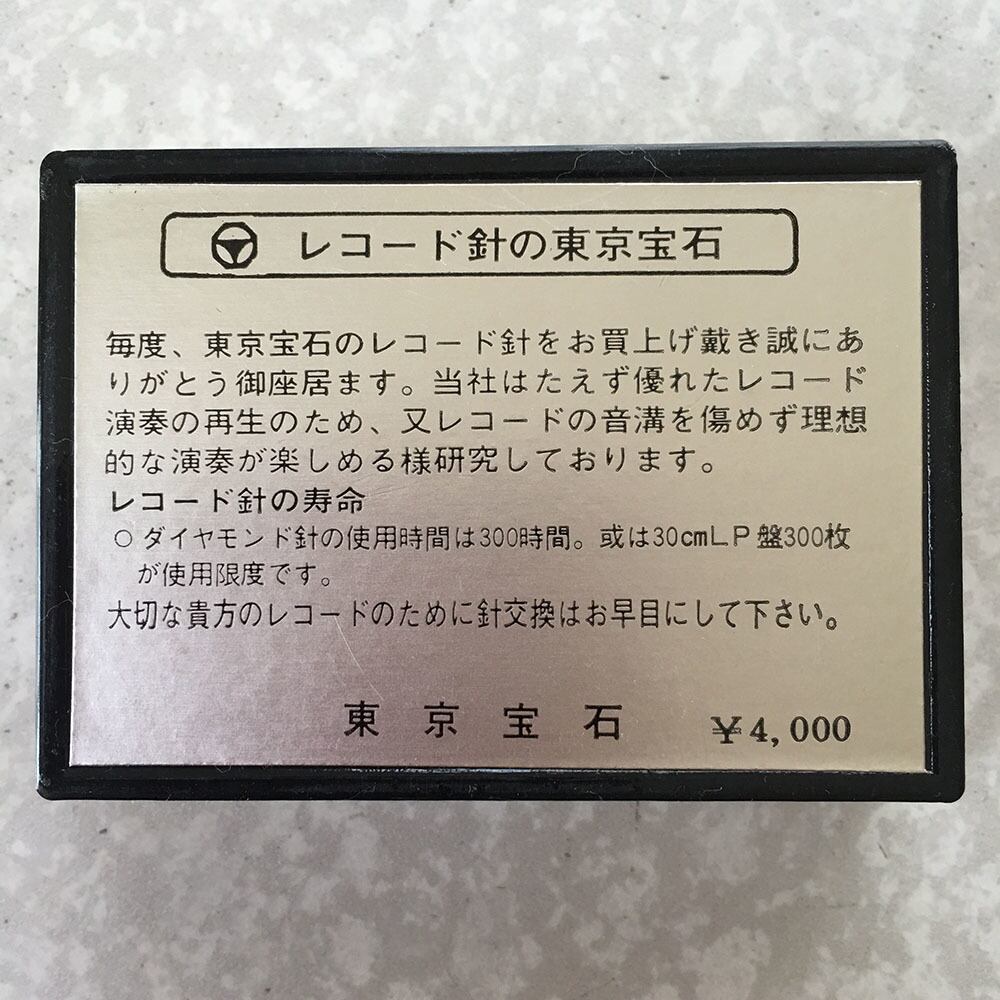 レコード針の東京宝石
毎度、東京宝石のレコード針をお買上げ戴き誠にあ
りがとう御座居ます。当社はたえず優れたレコード
演奏の再生のため、又レコードの音溝を傷めず理想
的な演奏が楽しめる様研究しております。
レコード針の寿命
○ ダイヤモンド針の使用時間は300時間。或は30cmLP盤300枚
が使用限度です。
大切な貴方のレコードのために針交換はお早目にして下さい。
東京宝石 ¥4,000